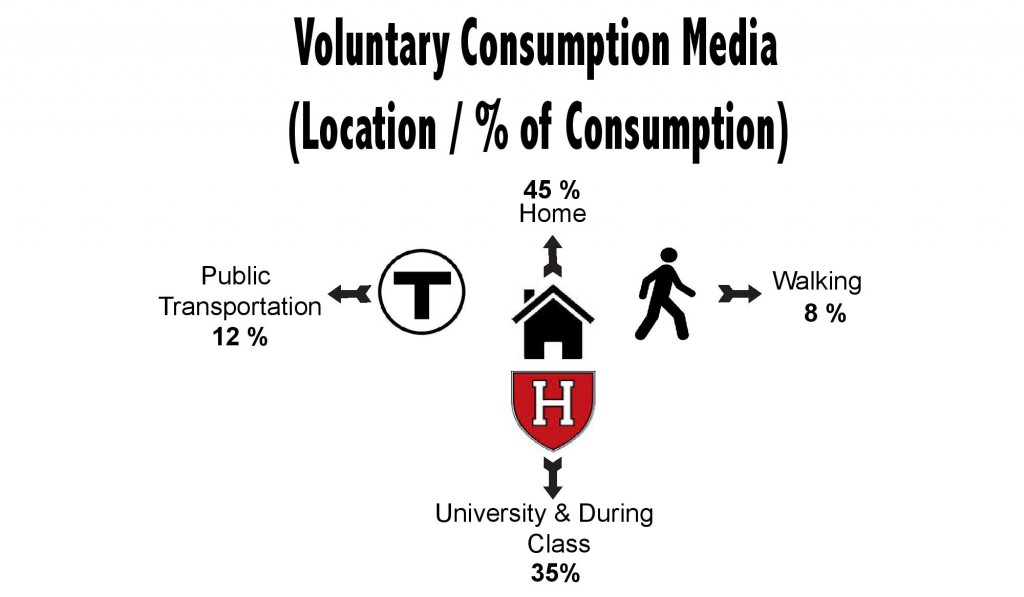 Voluntary Consumption Media
(Location / % of Consumption)
45 %
Home
Public
Transportation
12 %
T
Walking
8 %
H
University & During
Class
35%